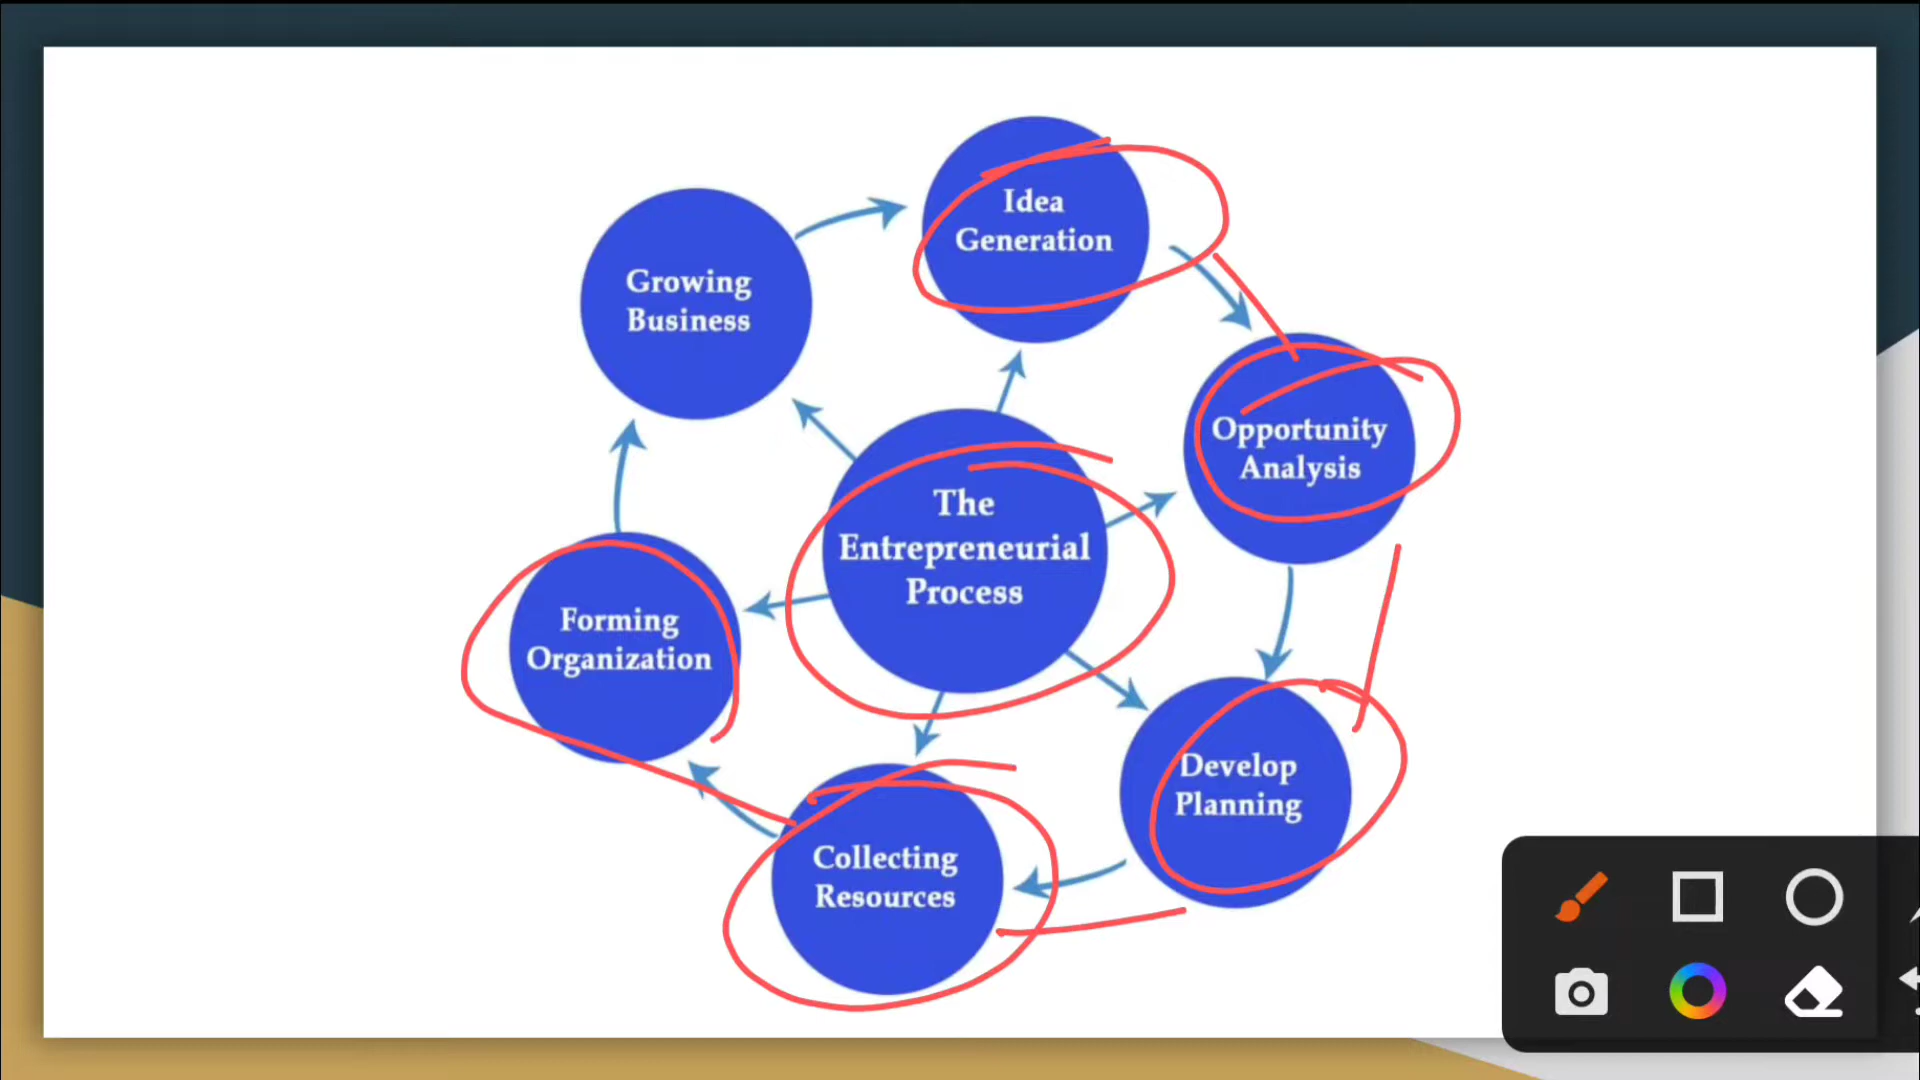 Idea
Generation
Growing
Business
Opportunity
Analysis
The
Entrepreneurial
Process
Forming
Organization
Develop
Planning
Collecting
Resources